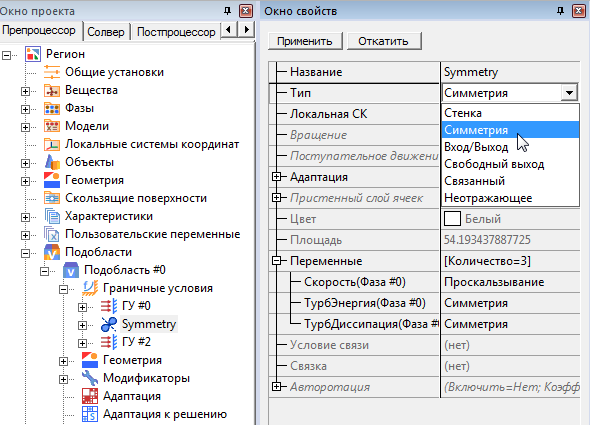 Окно проекта
Препроцессор Солвер Постпроцессор
Регион
Общие установки
Вещества
Фазы
Модели
Локальные системы координат
Объекты
Геометрия
Скользящие поверхности
Характеристики
Пользовательские переменные
Подобласти
Подобласть #0
Граничные условия
ГУ #0
Symmetry
ГУ #2
Геометрия
Модификаторы
Адаптация
Адаптация к решению
Окно свойств
Применить Откатить
Название Symmetry
Тип Симметрия
Локальная СК Стенка
Симметрия
Вращение Вход/Выход
Поступательное движени Свободный выход
Адаптация Связанный
Пристенный слой ячеек Неотражающее
Цвет Белый
Площадь 54.193437887725
Переменные [Количество=3]
Скорость(Фаза #0) Проскальзывание
ТурбЭнергия(Фаза #0) Симметрия
ТурбДиссипация(Фаза #0 Симметрия
Условие связи (нет)
Связка (нет)
Авторотация (Включить=Нет; Коэфф